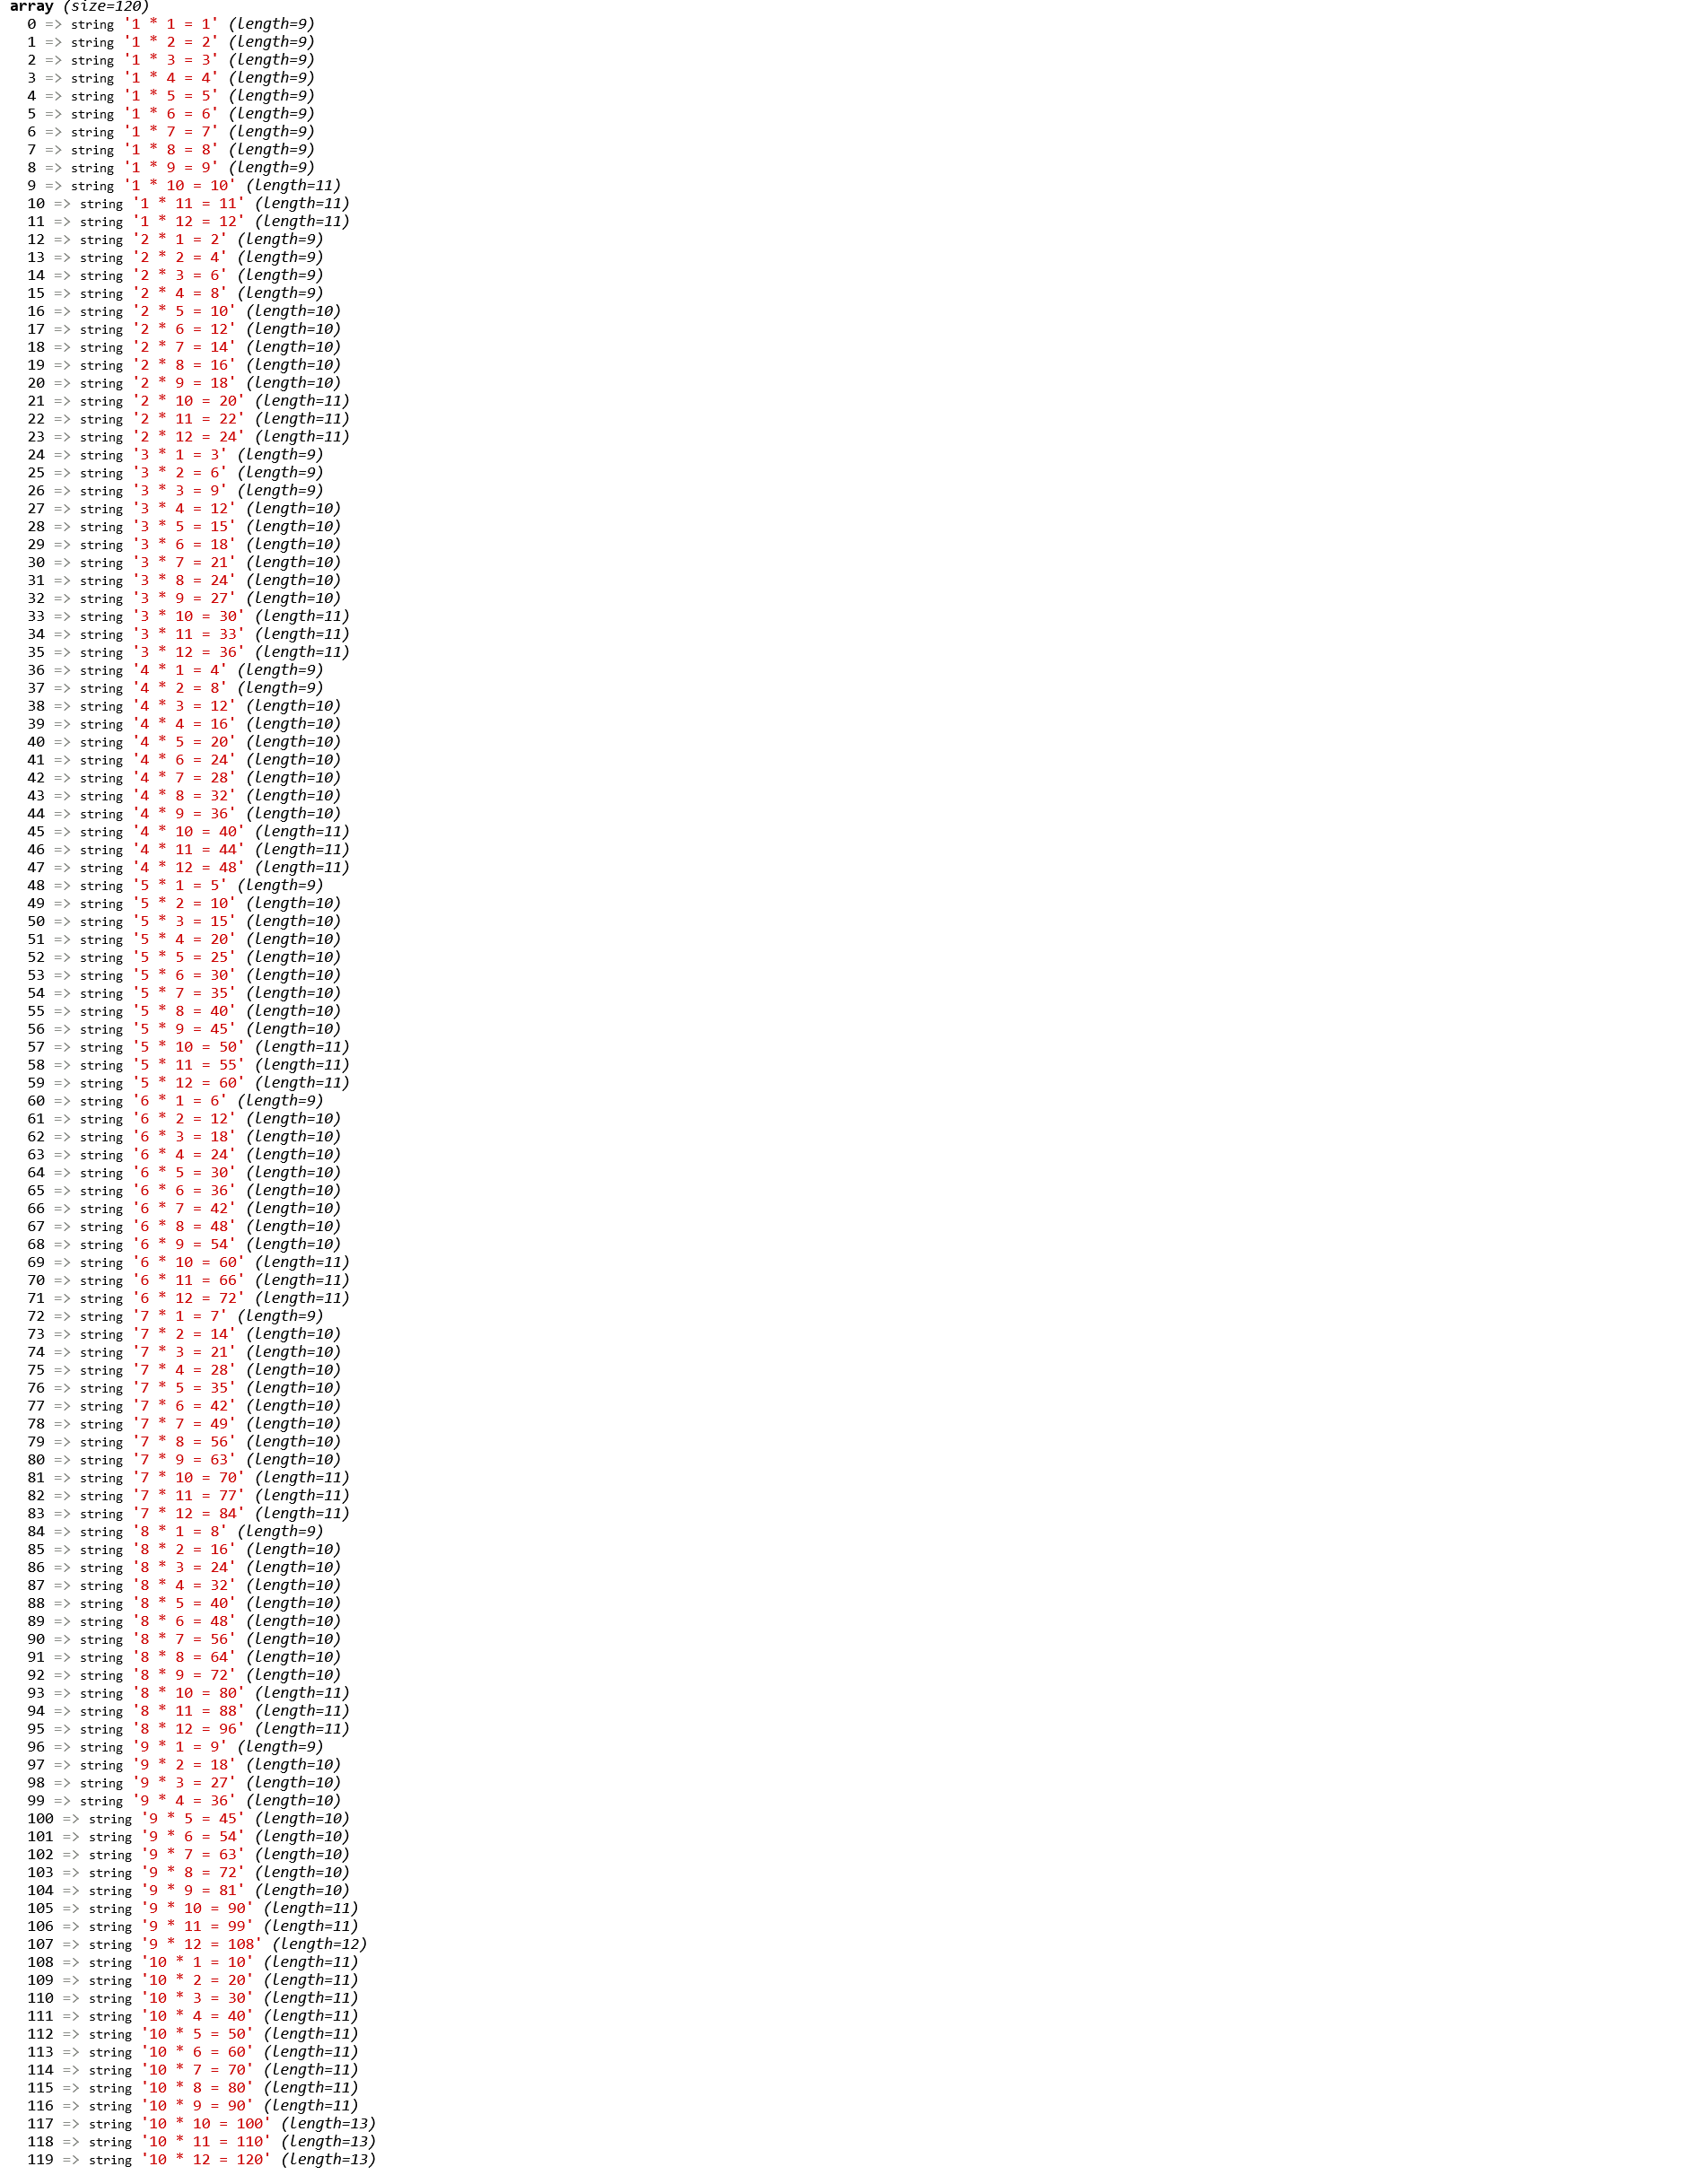 array (size=120)
0 => string '1 * 1 = 1' (length=9)
1 => string '1 * 2 = 2' (length=9)
2 => string '1 * 3 = 3' (length=9)
3 => string '1 * 4 = 4' (length=9)
4 => string '1 * 5 = 5' (length=9)
5 => string '1 * 6 = 6' (length=9)
6 => string '1 * 7 = 7' (length=9)
7 => string '1 * 8 = 8' (length=9)
8 => string '1 * 9 = 9' (length=9)
9 => string '1 * 10 = 10' (length=11)
10 => string '1 * 11 = 11' (length=11)
11 => string '1 * 12 = 12' (length=11)
12 => string '2 * 1 = 2' (length=9)
13 => string '2 * 2 = 4' (length=9)
14 => string '2 * 3 = 6' (length=9)
15 => string '2 * 4 = 8' (length=9)
16 => string '2 * 5 = 10' (length=10)
17 => string '2 * 6 = 12' (length=10)
18 => string '2 * 7 = 14' (length=10)
19 => string '2 * 8 = 16' (length=10)
20 => string '2 * 9 = 18' (length=10)
21 => string '2 * 10 = 20' (length=11)
22 => string '2 * 11 = 22' (length=11)
23 => string '2 * 12 = 24' (length=11)
24 => string '3 * 1 = 3' (length=9)
25 => string '3 * 2 = 6' (length=9)
26 => string '3 * 3 = 9' (length=9)
27 => string '3 * 4 = 12' (length=10)
28 => string '3 * 5 = 15' (length=10)
29 => string '3 * 6 = 18' (length=10)
30 => string '3 * 7 = 21' (length=10)
31 => string '3 * 8 = 24' (length=10)
32 => string '3 * 9 = 27' (length=10)
33 => string '3 * 10 = 30' (length=11)
34 => string '3 * 11 = 33' (length=11)
35 => string '3 * 12 = 36' (length=11)
36 => string '4 * 1 = 4' (length=9)
37 => string '4 * 2 = 8' (length=9)
38 => string '4 * 3 = 12' (length=10)
39 => string '4 * 4 = 16' (length=10)
40 => string '4 * 5 = 20' (length=10)
41 => string '4 * 6 = 24' (length=10)
42 => string '4 * 7 = 28' (length=10)
43 => string '4 * 8 = 32' (length=10)
44 => string '4 * 9 = 36' (length=10)
45 => string '4 * 10 = 40' (length=11)
46 => string '4 * 11 = 44' (length=11)
47 => string '4 * 12 = 48' (length=11)
48 => string '5 * 1 = 5' (length=9)
49 => string '5 * 2 = 10' (length=10)
50 => string '5 * 3 = 15' (length=10)
51 => string '5 * 4 = 20' (length=10)
52 => string '5 * 5 = 25' (length=10)
53 => string '5 * 6 = 30' (length=10)
54 => string '5 * 7 = 35' (length=10)
55 => string '5 * 8 = 40' (length=10)
56 => string '5 * 9 = 45' (length=10)
57 => string '5 * 10 = 50' (length=11)
58 => string '5 * 11 = 55' (length=11)
59 => string '5 * 12 = 60' (length=11)
60 => string '6 * 1 = 6' (length=9)
61 => string '6 * 2 = 12' (length=10)
62 => string '6 * 3 = 18' (length=10)
63 => string '6 * 4 = 24' (length=10)
64 => string '6 * 5 = 30' (length=10)
65 => string '6 * 6 = 36' (length=10)
66 => string '6 * 7 = 42' (length=10)
67 => string '6 * 8 = 48' (length=10)
68 => string '6 * 9 = 54' (length=10)
69 => string '6 * 10 = 60' (length=11)
70 => string '6 * 11 = 66' (length=11)
71 => string '6 * 12 = 72' (length=11)
72 => string '7 * 1 = 7' (length=9)
73 => string '7 * 2 = 14' (length=10)
74 => string '7 * 3 = 21' (length=10)
75 => string '7 * 4 = 28' (length=10)
76 => string '7 * 5 = 35' (length=10)
77 => string '7 * 6 = 42' (length=10)
78 => string '7 * 7 = 49' (length=10)
79 => string '7 * 8 = 56' (length=10)
80 => string '7 * 9 = 63' (length=10)
81 => string '7 * 10 = 70' (length=11)
82 => string '7 * 11 = 77' (length=11)
83 => string '7 * 12 = 84' (length=11)
84 => string '8 * 1 = 8' (length=9)
85 => string '8 * 2 = 16' (length=10)
86 => string '8 * 3 = 24' (length=10)
87 => string '8 * 4 = 32' (length=10)
88 => string '8 * 5 = 40' (length=10)
89 => string '8 * 6 = 48' (length=10)
90 => string '8 * 7 = 56' (length=10)
91 => string '8 * 8 = 64' (length=10)
92 => string '8 * 9 = 72' (length=10)
93 => string '8 * 10 = 80' (length=11)
94 => string '8 * 11 = 88' (length=11)
95 => string '8 * 12 = 96' (length=11)
96 => string '9 * 1 = 9' (length=9)
97 => string '9 * 2 = 18' (length=10)
98 => string '9 * 3 = 27' (length=10)
99 => string '9 * 4 = 36' (length=10)
100 => string '9 * 5 = 45' (length=10)
101 => string '9 * 6 = 54' (length=10)
102 => string '9 * 7 = 63' (length=10)
103 => string '9 * 8 = 72' (length=10)
104 => string '9 * 9 = 81' (length=10)
105 => string '9 * 10 = 90' (length=11)
106 => string '9 * 11 = 99' (length=11)
107 => string '9 * 12 = 108' (length=12)
108 => string '10 * 1 = 10' (length=11)
109 => string '10 * 2 = 20' (length=11)
110 => string '10 * 3 = 30' (length=11)
111 => string '10 * 4 = 40' (length=11)
112 => string '10 * 5 = 50' (length=11)
113 => string '10 * 6 = 60' (length=11)
114 => string '10 * 7 = 70' (length=11)
115 => string '10 * 8 = 80' (length=11)
116 => string '10 * 9 = 90' (length=11)
117 => string '10 * 10 = 100' (length=13)
118 => string '10 * 11 = 110' (length=13)
119 => string '10 * 12 = 120' (length=13)